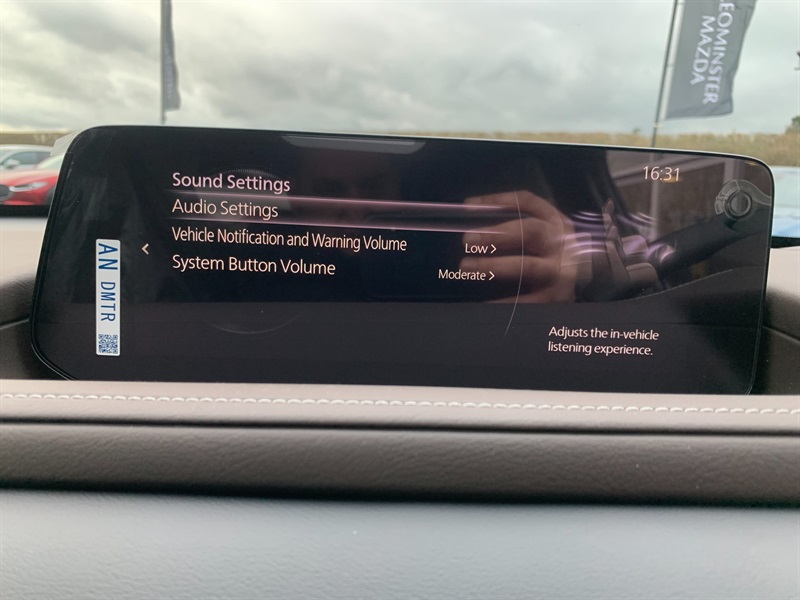 LEOMINSTER
MAZDA
16:31
Sound Settings
Audio Settings
Vehicle Notification and Warning Volume Low >
System Button Volume Moderate >
<
AN DMTR
Adjusts the in-vehicle
listening experience.